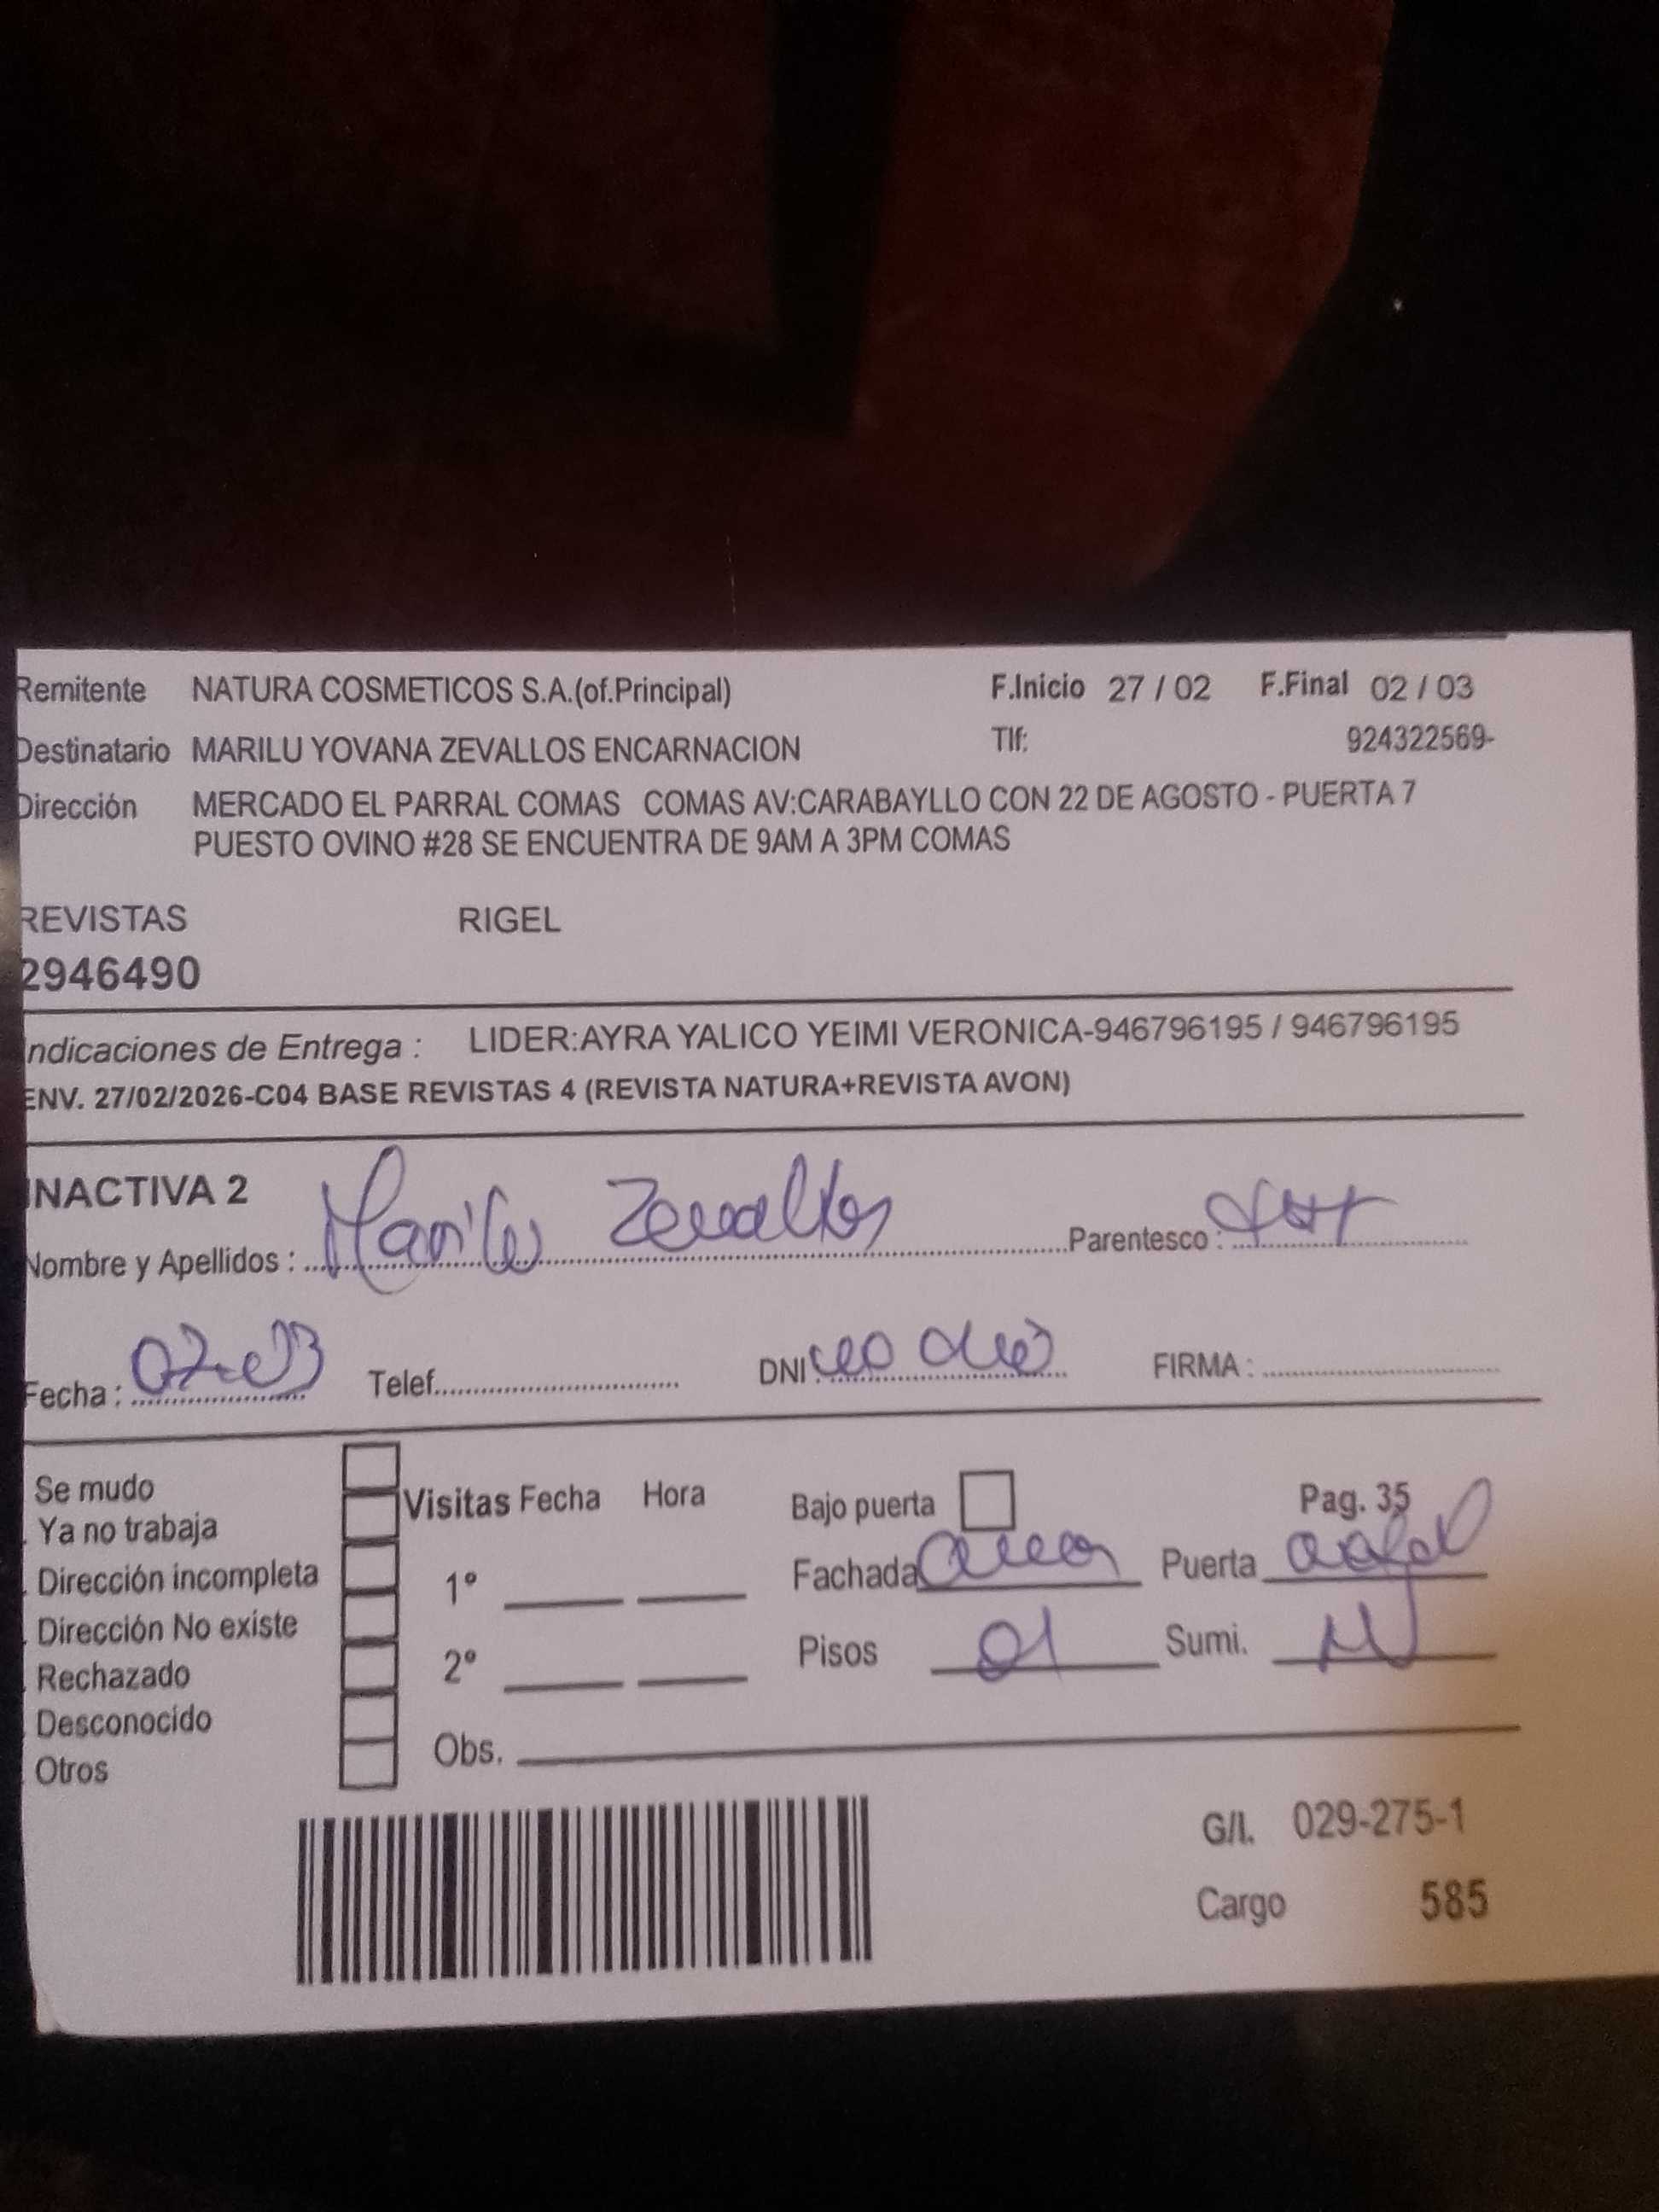 Remitente NATURA COSMETICOS S.A.(of.Principal) F.Inicio 27 / 02 F.Final 02 / 03
Destinatario MARILU YOVANA ZEVALLOS ENCARNACION Tlf: 924322569-
Dirección MERCADO EL PARRAL COMAS COMAS AV:CARABAYLLO CON 22 DE AGOSTO - PUERTA 7
PUESTO OVINO #28 SE ENCUENTRA DE 9AM A 3PM COMAS
REVISTAS RIGEL
2946490
Indicaciones de Entrega : LIDER:AYRA YALICO YEIMI VERONICA-946796195 / 946796195
ENV. 27/02/2026-C04 BASE REVISTAS 4 (REVISTA NATURA+REVISTA AVON)
INACTIVA 2
Nombre y Apellidos : Marilu Zevallos Parentesco :
Fecha : 02-03 Telef. DNI : FIRMA :
Se mudo
Ya no trabaja Visitas Fecha Hora Bajo puerta Pag. 35
Dirección incompleta 1º Fachada Puerta
Dirección No existe
Rechazado 2º Pisos 01 Sumi.
Desconocido
Otros Obs.
G/I. 029-275-1
Cargo 585